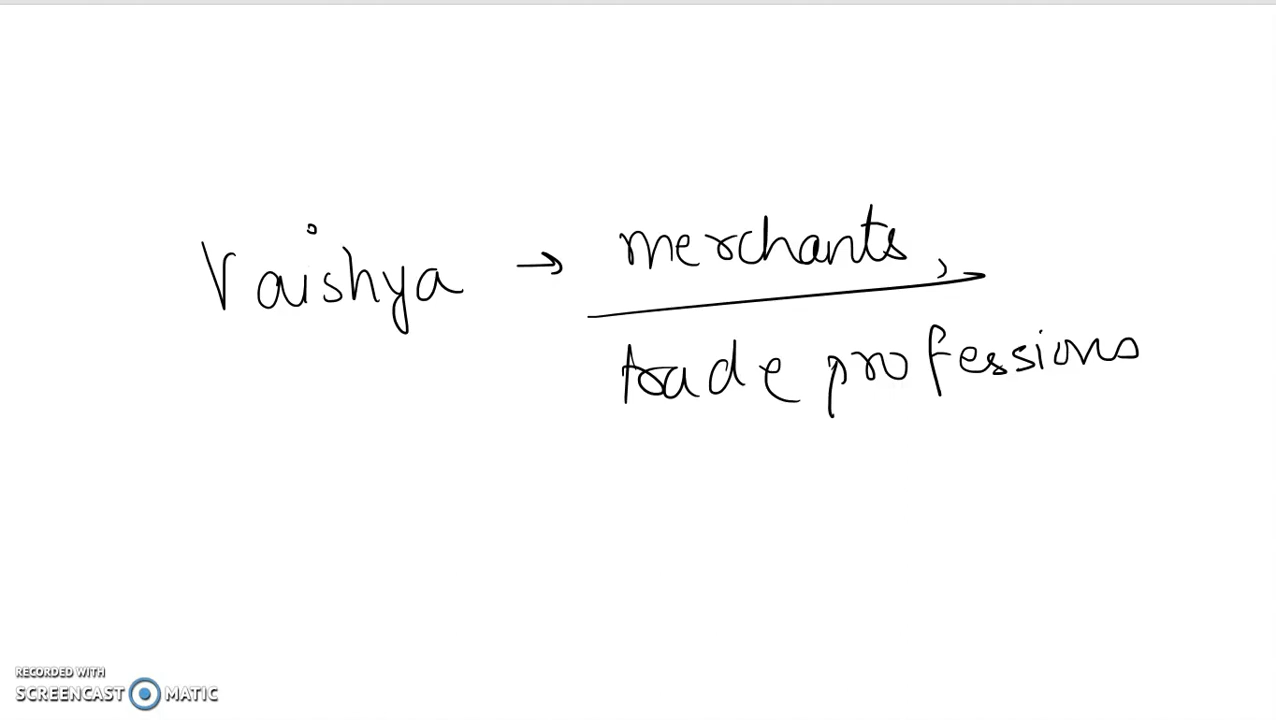 Vaishya → merchants,
trade professions
RECORDED WITH
SCREENCAST MATIC